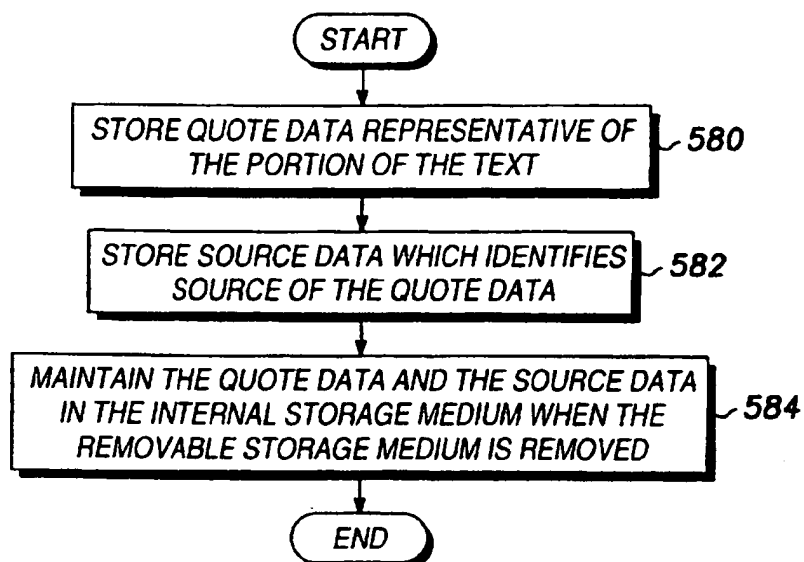 START
STORE QUOTE DATA REPRESENTATIVE OF
THE PORTION OF THE TEXT
580
STORE SOURCE DATA WHICH IDENTIFIES
SOURCE OF THE QUOTE DATA
582
MAINTAIN THE QUOTE DATA AND THE SOURCE DATA
IN THE INTERNAL STORAGE MEDIUM WHEN THE
REMOVABLE STORAGE MEDIUM IS REMOVED
584
END